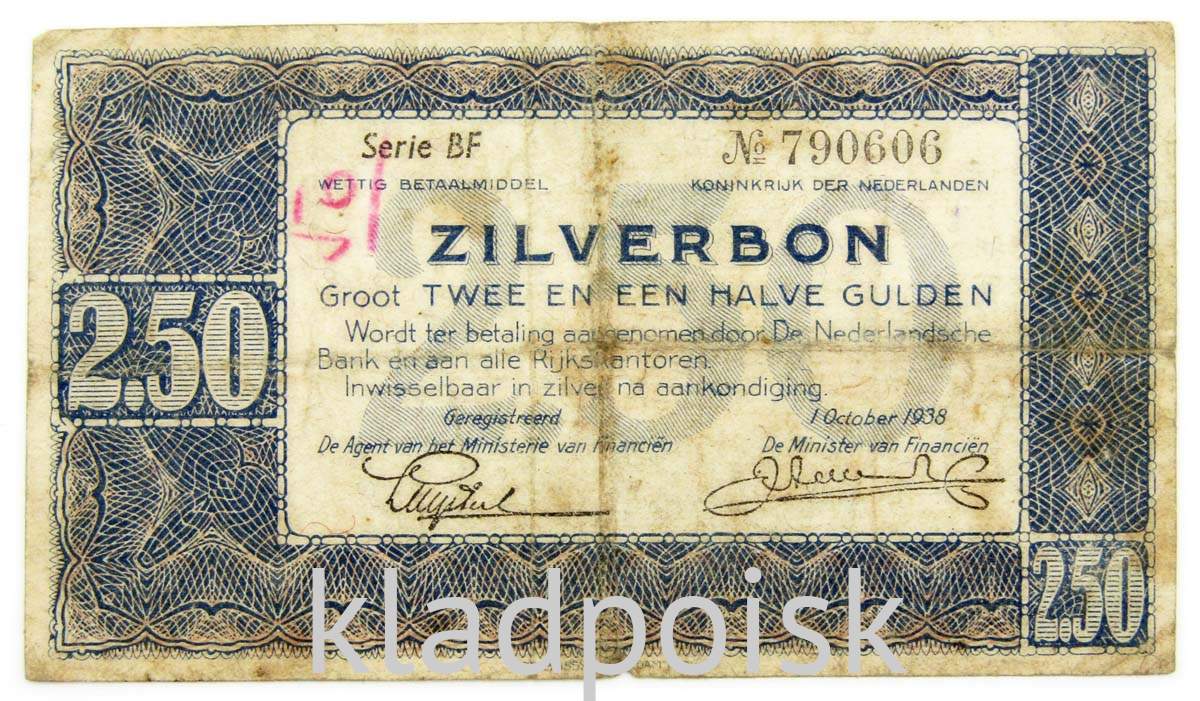 Serie BF
№ 790606
WETTIG BETAALMIDDEL
KONINKRIJK DER NEDERLANDEN
ZILVERBON
Groot TWEE EN EEN HALVE GULDEN
Wordt ter betaling aangenomen door De Nederlandsche
Bank en aan alle Rijkskantoren.
Inwisselbaar in zilver na aankondiging.
2.50
Geregistreerd
1 October 1938
De Agent van het Ministerie van Financiën
De Minister van Financiën
2.50
kladpoisk